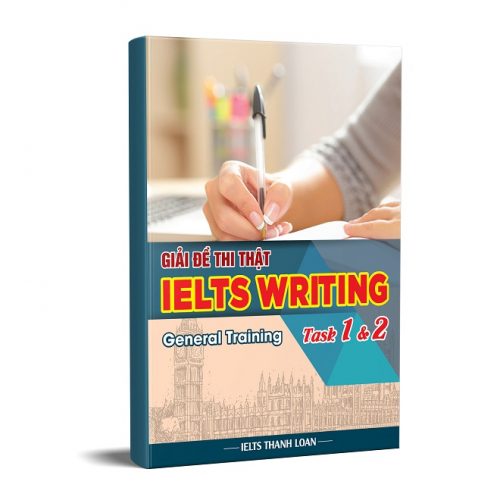 GIẢI ĐỀ THI THẬT
IELTS WRITING
General Training Task 1 & 2
IELTS THANH LOAN